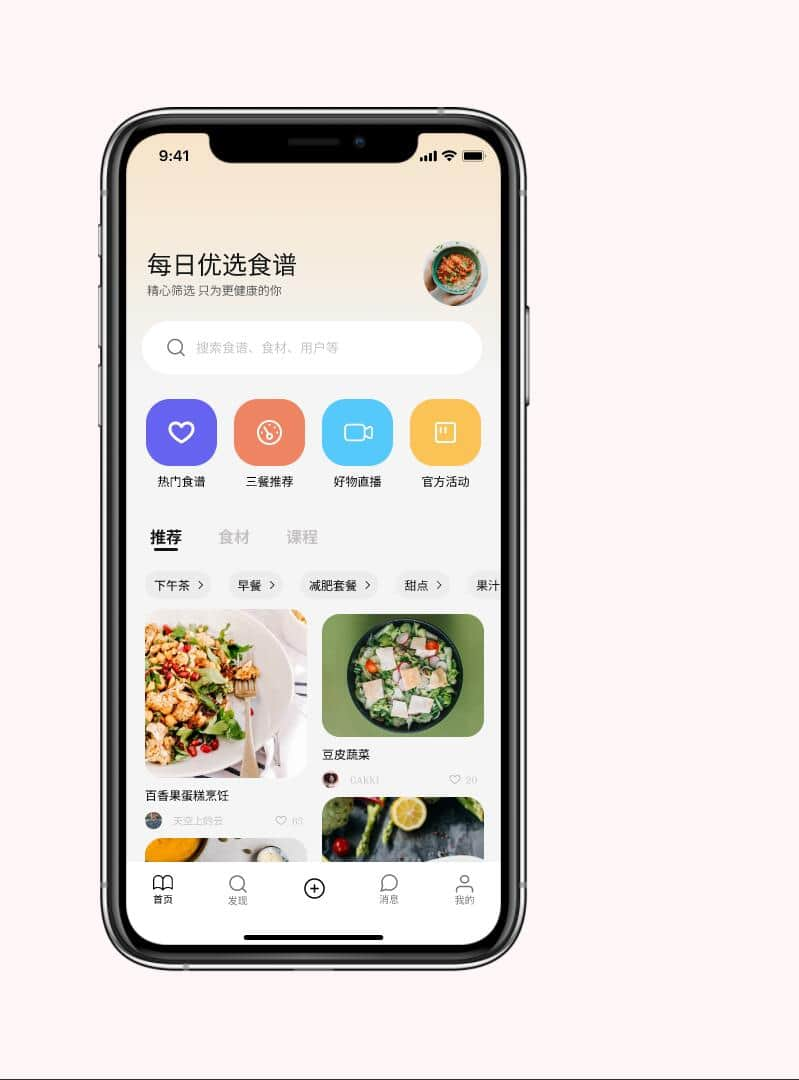 9:41
每日优选食谱
精心筛选 只为更健康的你
搜索食谱、食材、用户等
热门食谱 三餐推荐 好物直播 官方活动
推荐 食材 课程
下午茶 早餐 减肥套餐 甜点 果汁
豆皮蔬菜
CAKKI 20
百香果蛋糕烹饪
天空上的云 63
首页 发现 消息 我的